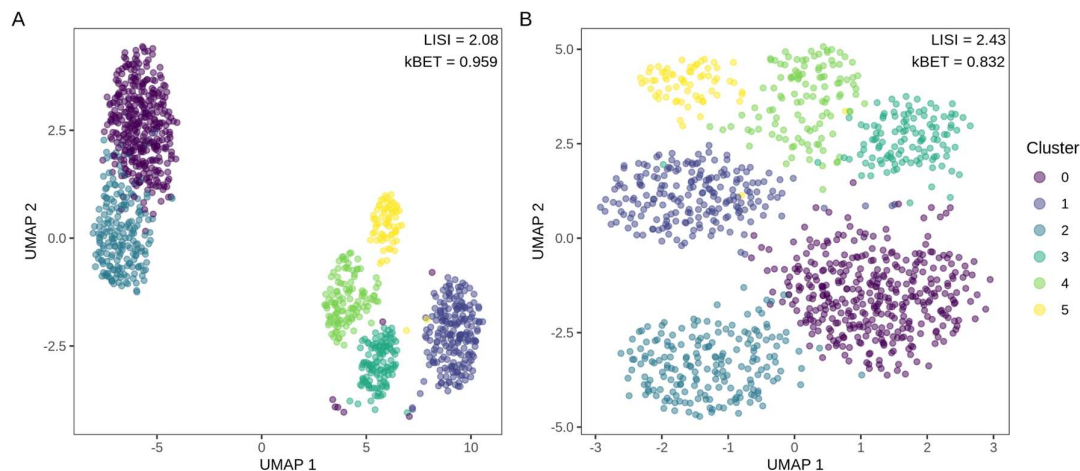 A
LISI = 2.08
kBET = 0.959
UMAP 2
2.5
0.0
-2.5
-5
0
5
10
UMAP 1
B
LISI = 2.43
kBET = 0.832
UMAP 2
5.0
2.5
0.0
-2.5
-5.0
-3
-2
-1
0
1
2
3
UMAP 1
Cluster
0
1
2
3
4
5